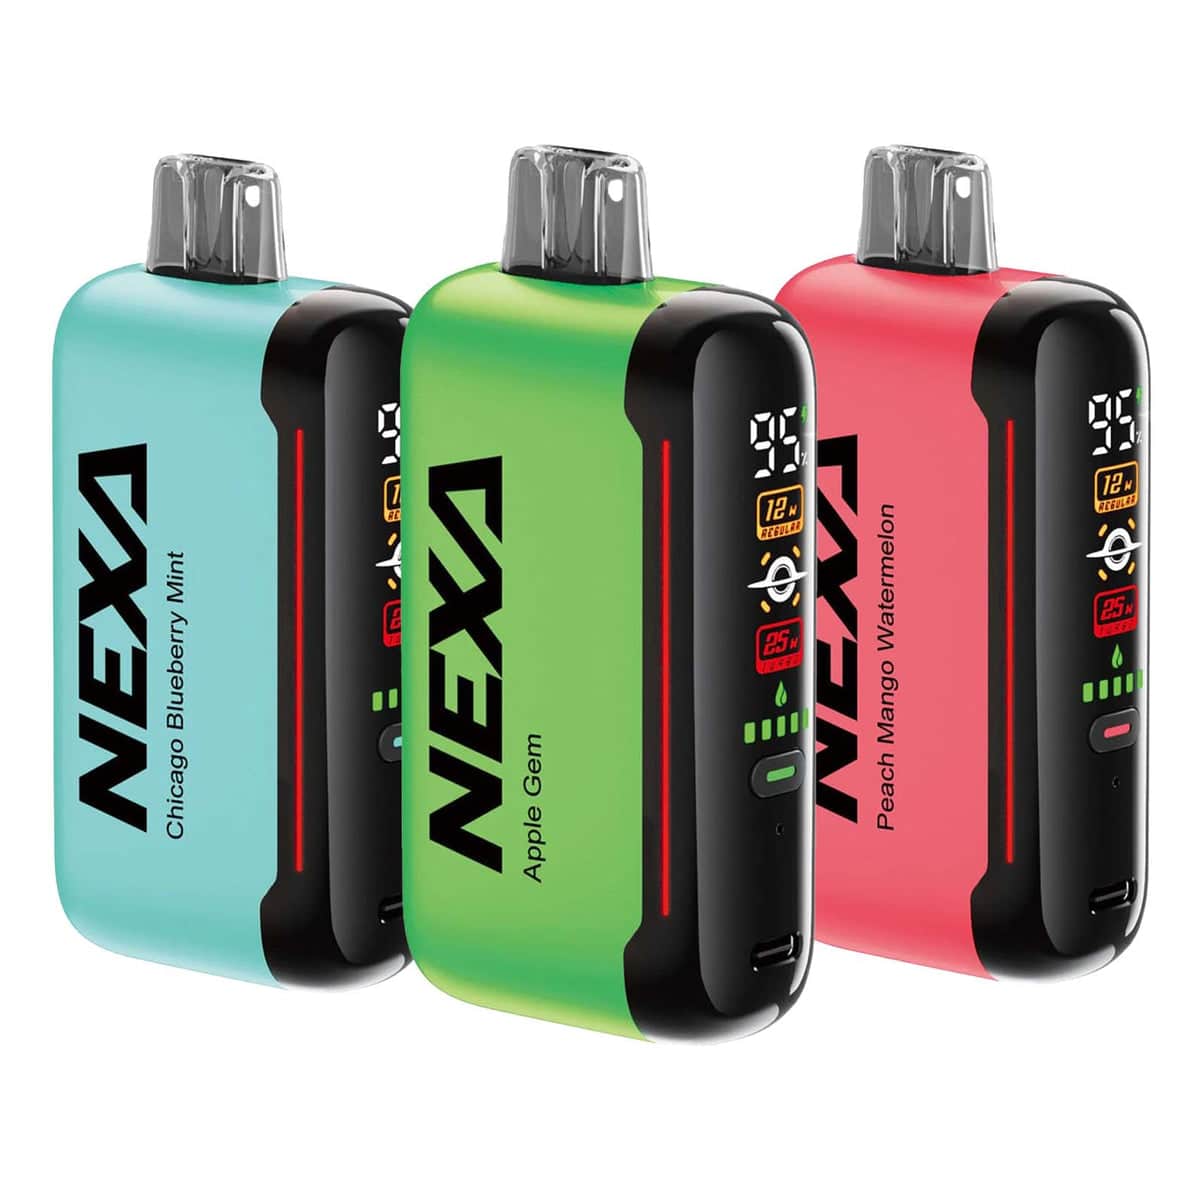 NEXA
Chicago Blueberry Mint
NEXA
Apple Gem
95%
12W
REGULAR
25W
TURBO
NEXA
Peach Mango Watermelon
95%
12W
REGULAR
25W
TURBO